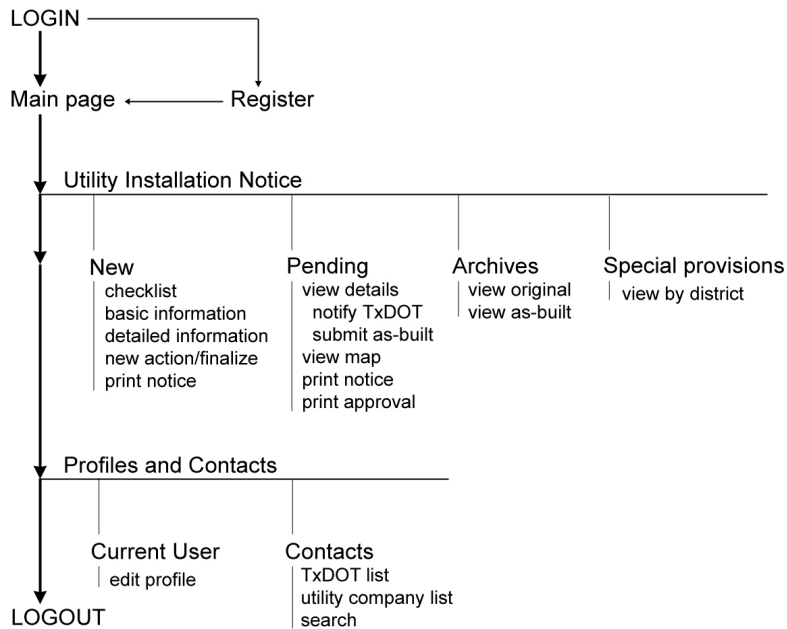 LOGIN
Main page
Register
Utility Installation Notice
New
checklist
basic information
detailed information
new action/finalize
print notice
Pending
view details
notify TxDOT
submit as-built
view map
print notice
print approval
Archives
view original
view as-built
Special provisions
view by district
Profiles and Contacts
Current User
edit profile
Contacts
TxDOT list
utility company list
search
LOGOUT